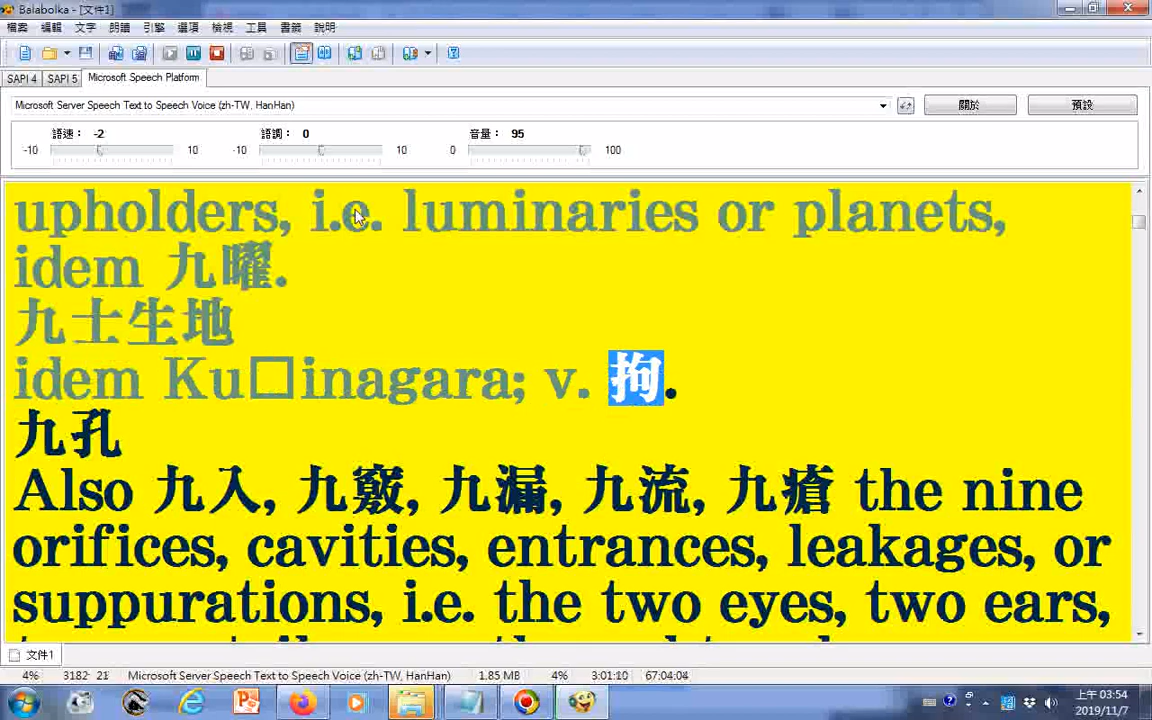 Balabolka - [文件1]
檔案 編輯 文字 朗讀 引擎 選項 檢視 工具 書籤 說明
SAPI 4 SAPI 5 Microsoft Speech Platform
Microsoft Server Speech Text to Speech Voice (zh-TW, HanHan) 關於 預設
語速： -2 語調： 0 音量： 95
-10 10 -10 10 0 100
upholders, i.e. luminaries or planets,
idem 九曜.
九士生地
idem Ku□inagara; v. 拘.
九孔
Also 九入, 九竅, 九漏, 九流, 九瘡 the nine
orifices, cavities, entrances, leakages, or
suppurations, i.e. the two eyes, two ears,
文件1
4% 3182: 21 Microsoft Server Speech Text to Speech Voice (zh-TW, HanHan) 1.85 MB 4% 3:01:10 67:04:04
上午 03:54
2019/11/7